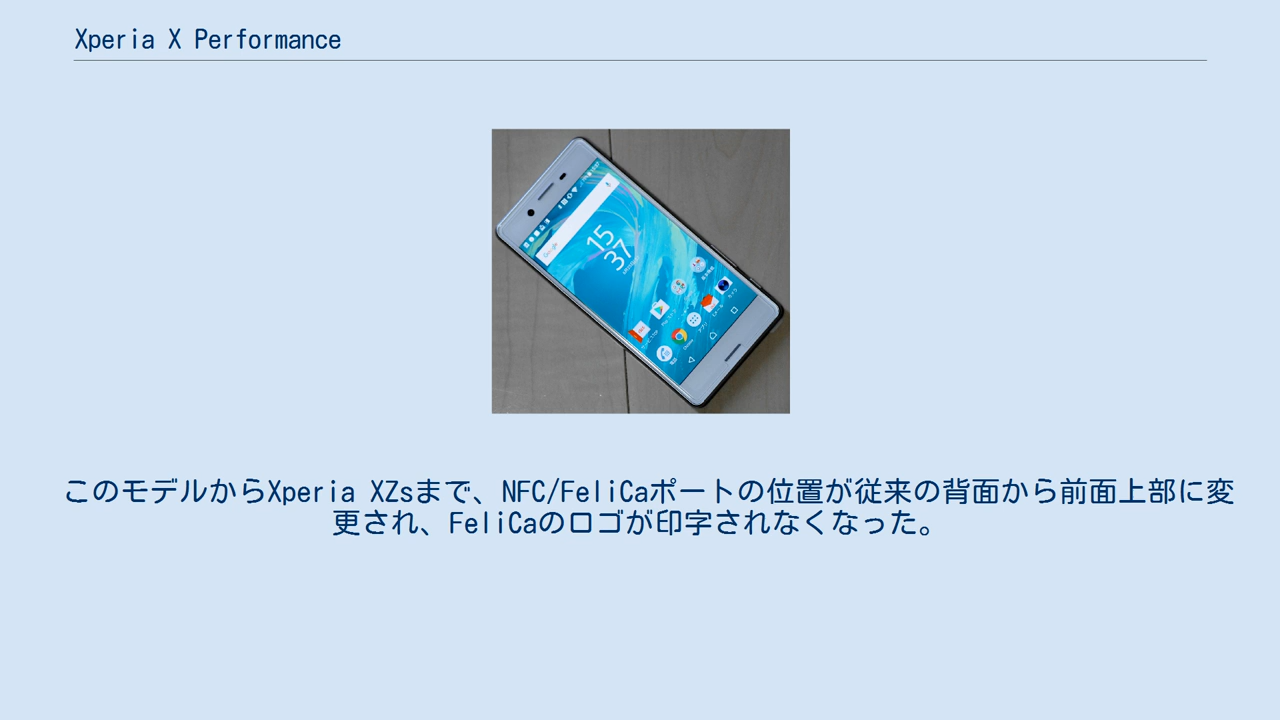 Xperia X Performance
15
37
このモデルからXperia XZsまで、NFC/FeliCaポートの位置が従来の背面から前面上部に変
更され、FeliCaのロゴが印字されなくなった。